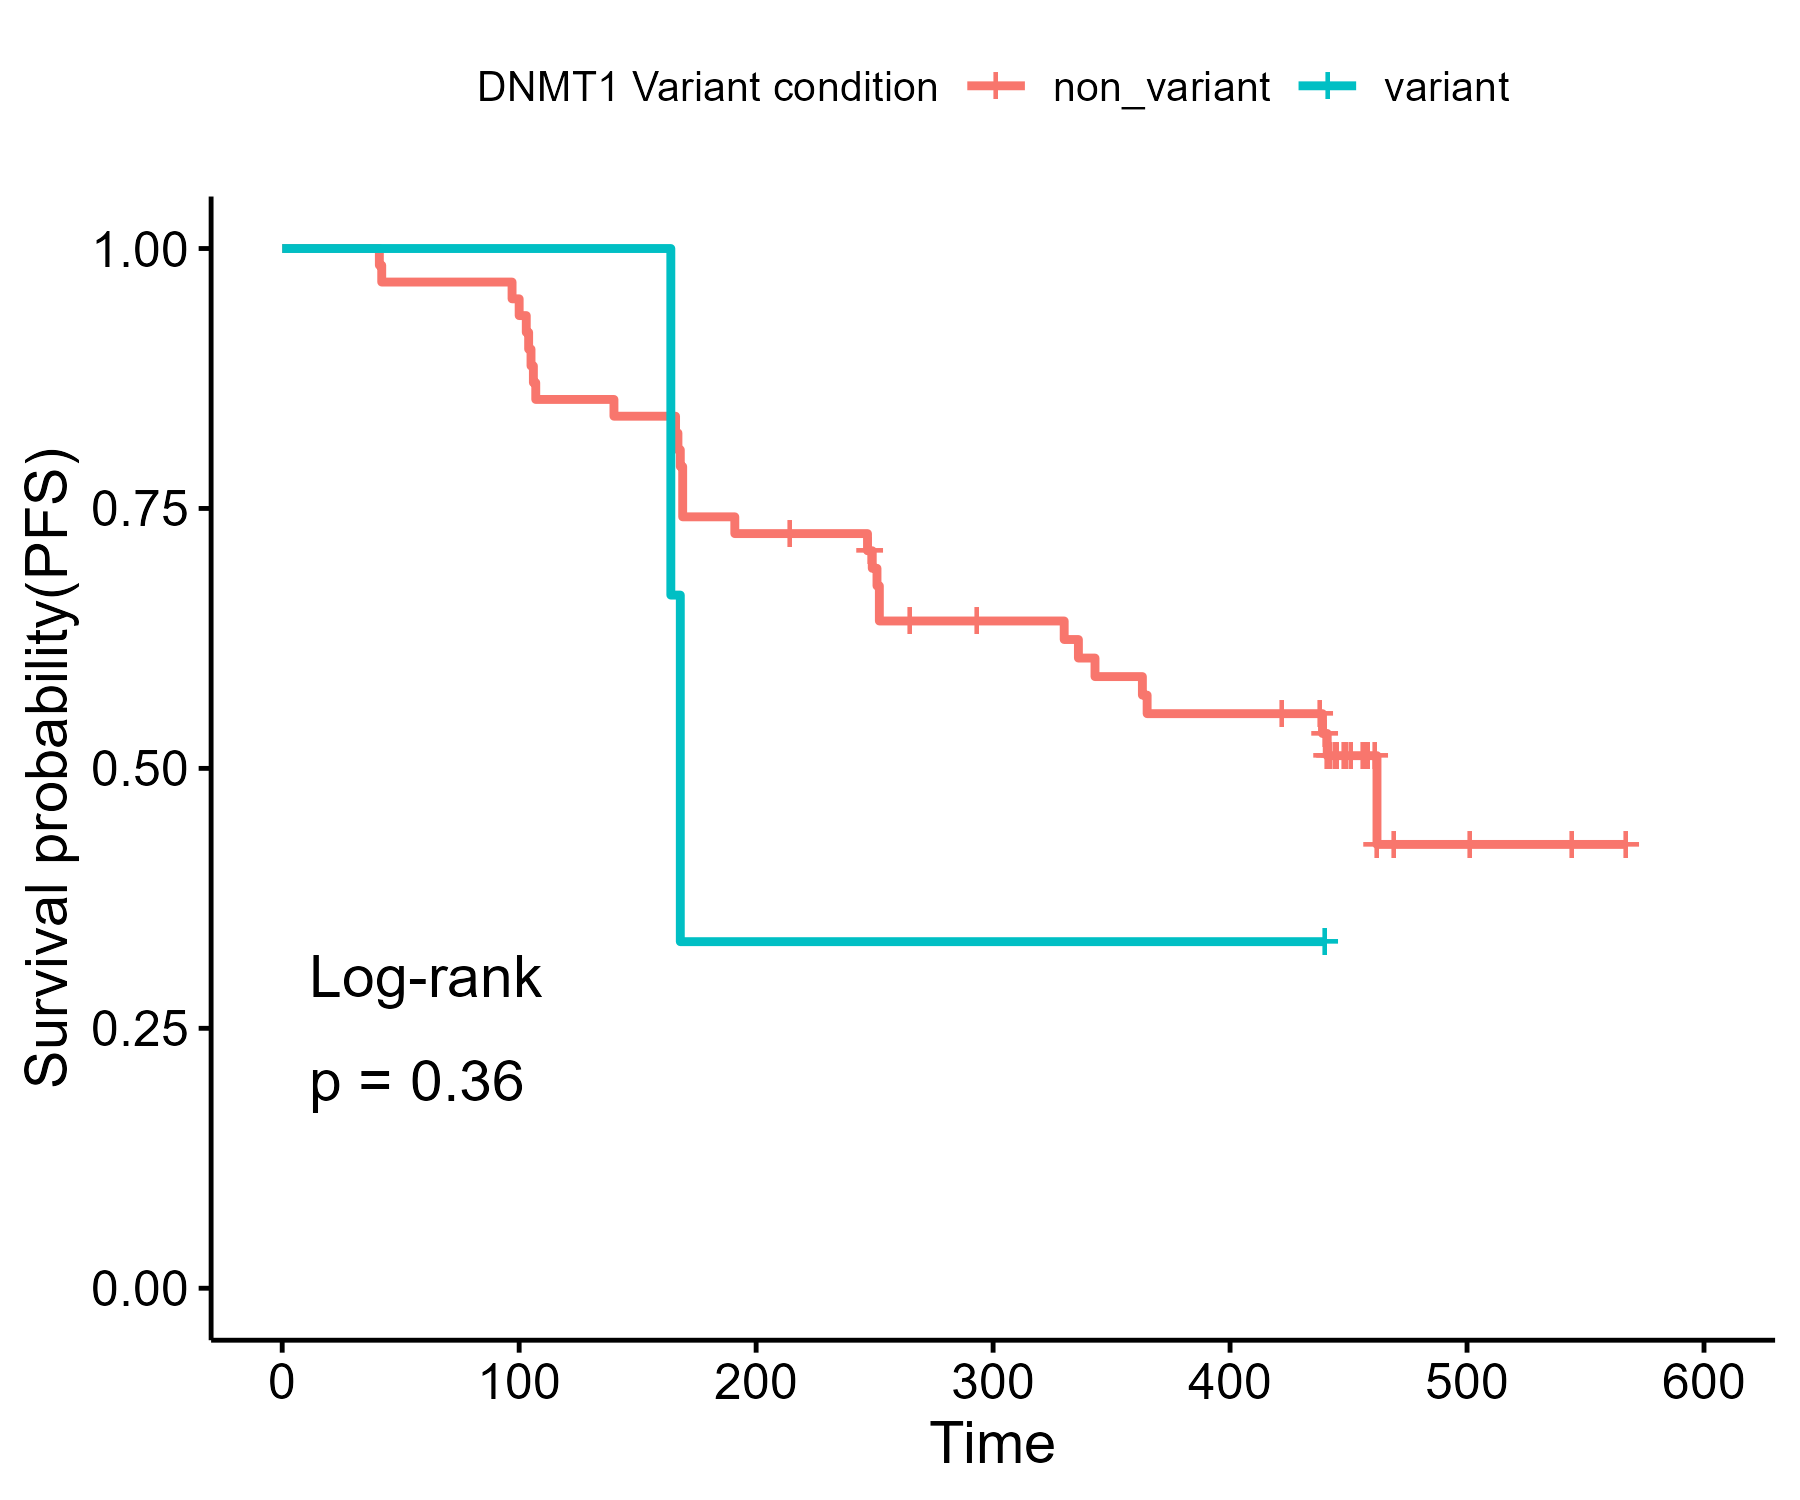 DNMT1 Variant condition non_variant variant
Survival probability(PFS)
1.00
0.75
0.50
0.25
0.00
Log-rank
p = 0.36
0 100 200 300 400 500 600
Time